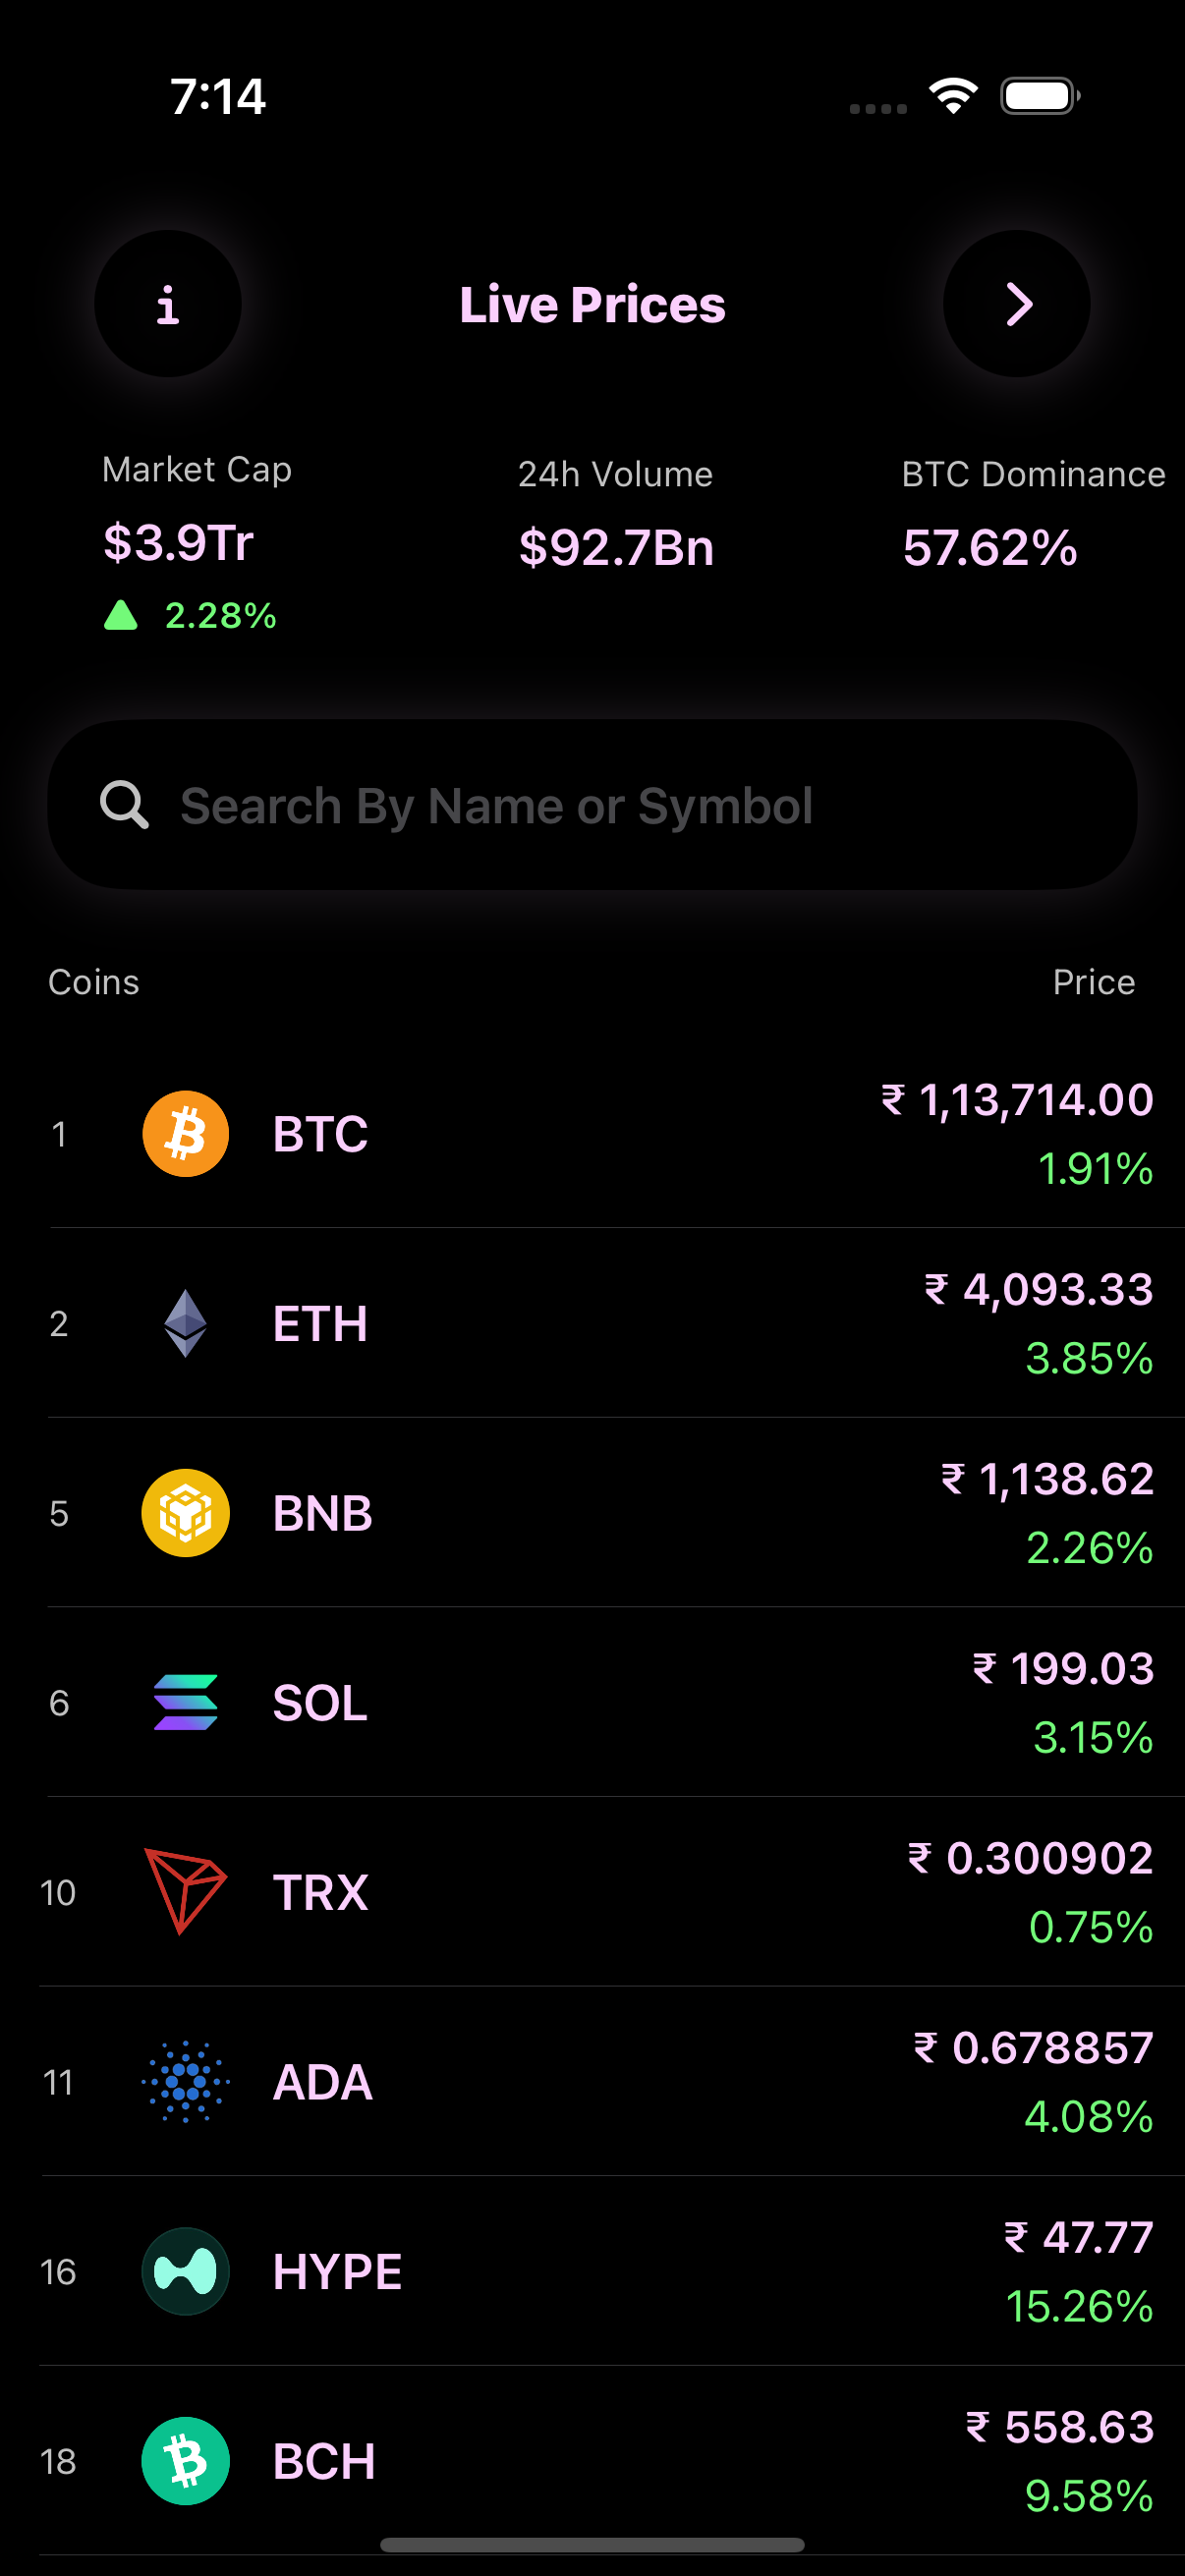 7:14
i
Live Prices
Market Cap
24h Volume
BTC Dominance
$3.9Tr
$92.7Bn
57.62%
2.28%
Search By Name or Symbol
Coins
Price
1
BTC
₹ 1,13,714.00
1.91%
2
ETH
₹ 4,093.33
3.85%
5
BNB
₹ 1,138.62
2.26%
6
SOL
₹ 199.03
3.15%
10
TRX
₹ 0.300902
0.75%
11
ADA
₹ 0.678857
4.08%
16
HYPE
₹ 47.77
15.26%
18
BCH
₹ 558.63
9.58%